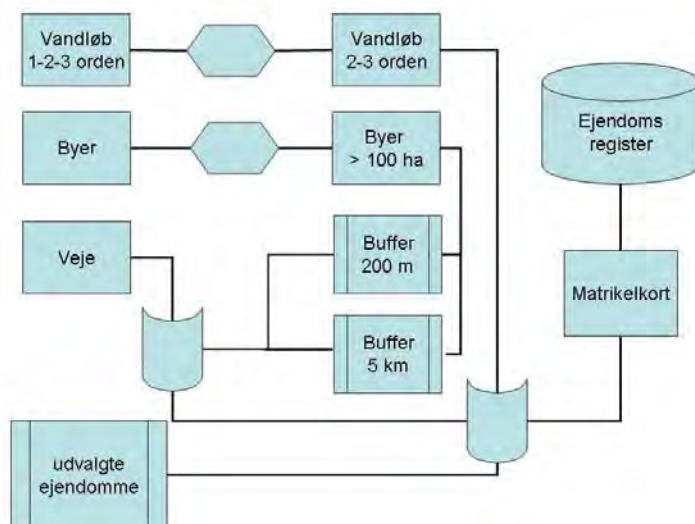 Vandløb
1-2-3 orden
Vandløb
2-3 orden
Byer
Byer
> 100 ha
Ejendoms
register
Veje
Buffer
200 m
Matrikelkort
Buffer
5 km
udvalgte
ejendomme